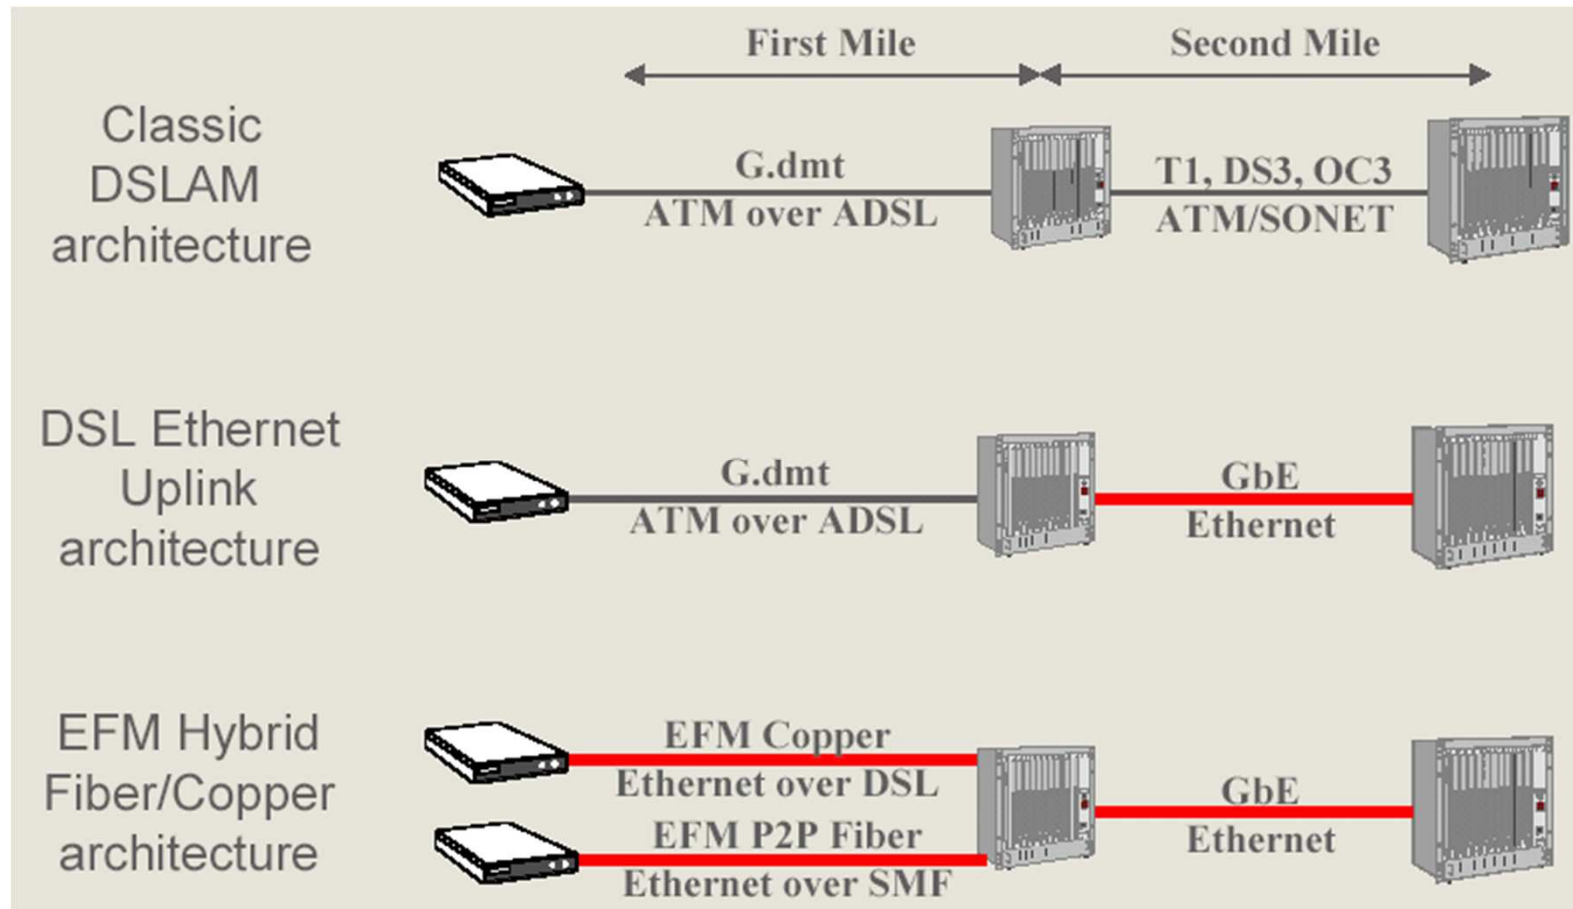 First Mile
Second Mile
Classic
DSLAM
architecture
G.dmt
ATM over ADSL
T1, DS3, OC3
ATM/SONET
DSL Ethernet
Uplink
architecture
G.dmt
ATM over ADSL
GbE
Ethernet
EFM Hybrid
Fiber/Copper
architecture
EFM Copper
Ethernet over DSL
EFM P2P Fiber
Ethernet over SMF
GbE
Ethernet